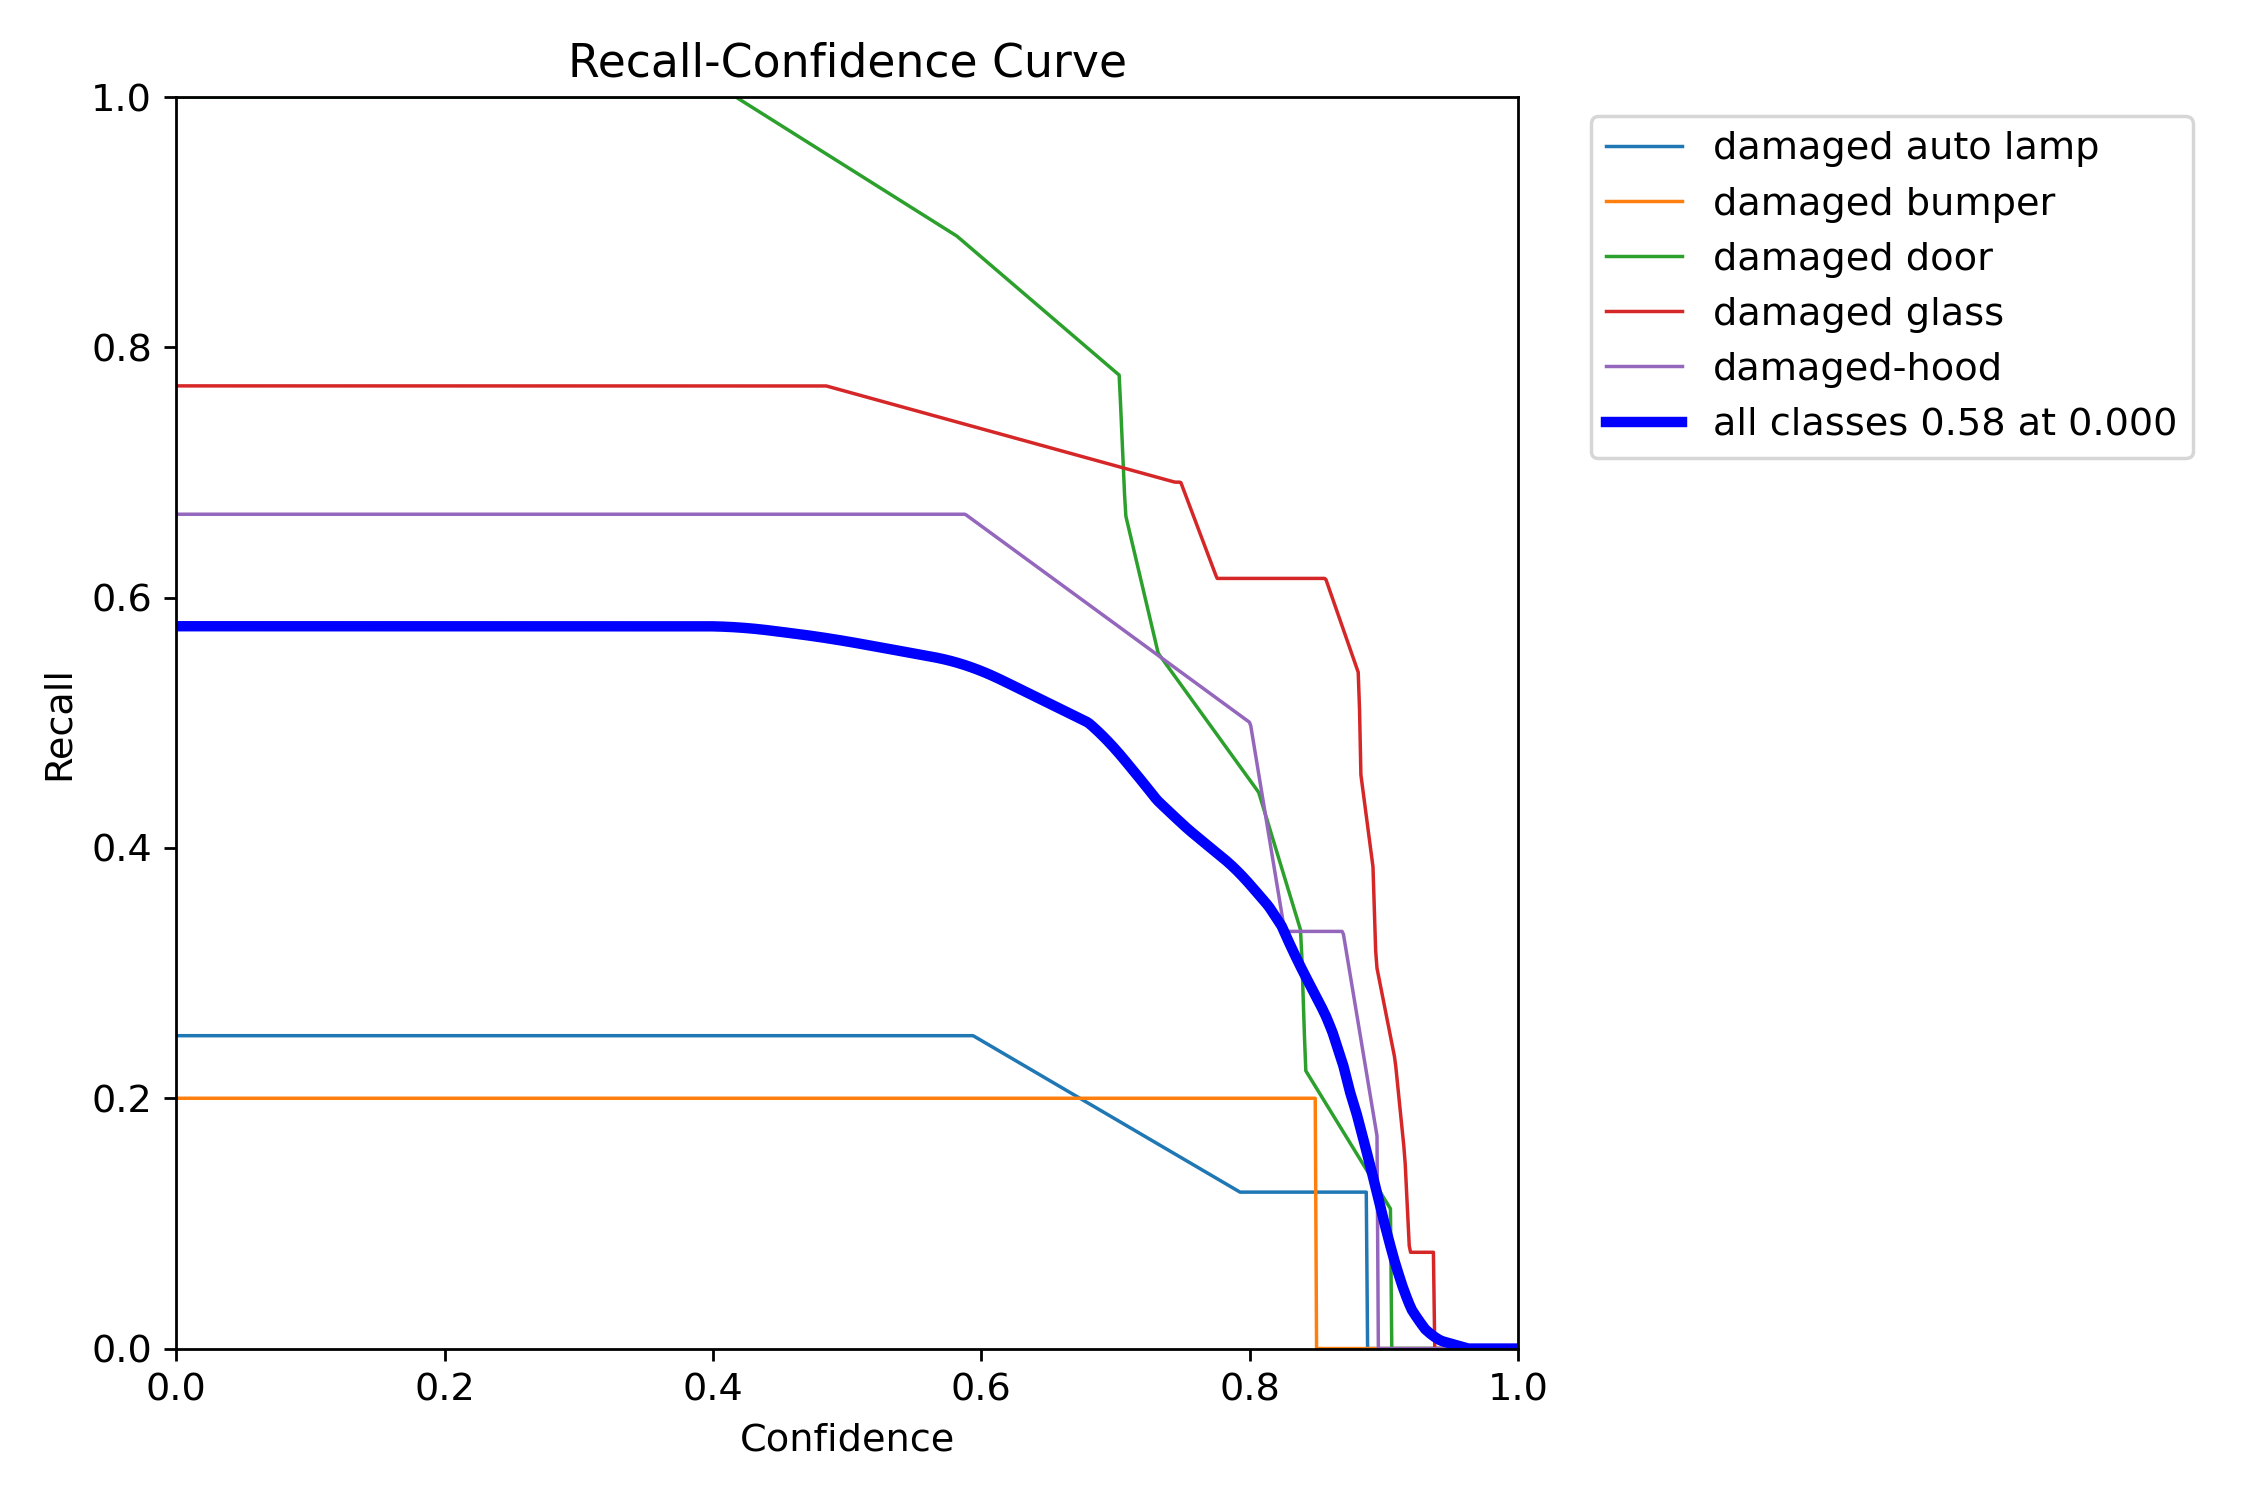 Recall-Confidence Curve
1.0
0.8
0.6
0.4
0.2
0.0
Recall
0.0 0.2 0.4 0.6 0.8 1.0
Confidence
damaged auto lamp
damaged bumper
damaged door
damaged glass
damaged-hood
all classes 0.58 at 0.000